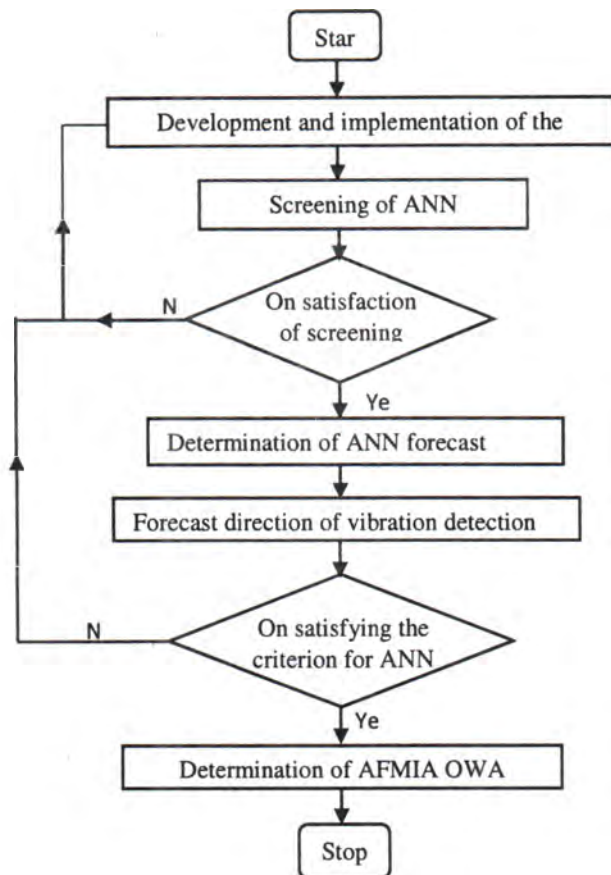 Star
Development and implementation of the
Screening of ANN
On satisfaction
of screening
N
Ye
Determination of ANN forecast
Forecast direction of vibration detection
On satisfying the
criterion for ANN
N
Ye
Determination of AFMIA OWA
Stop